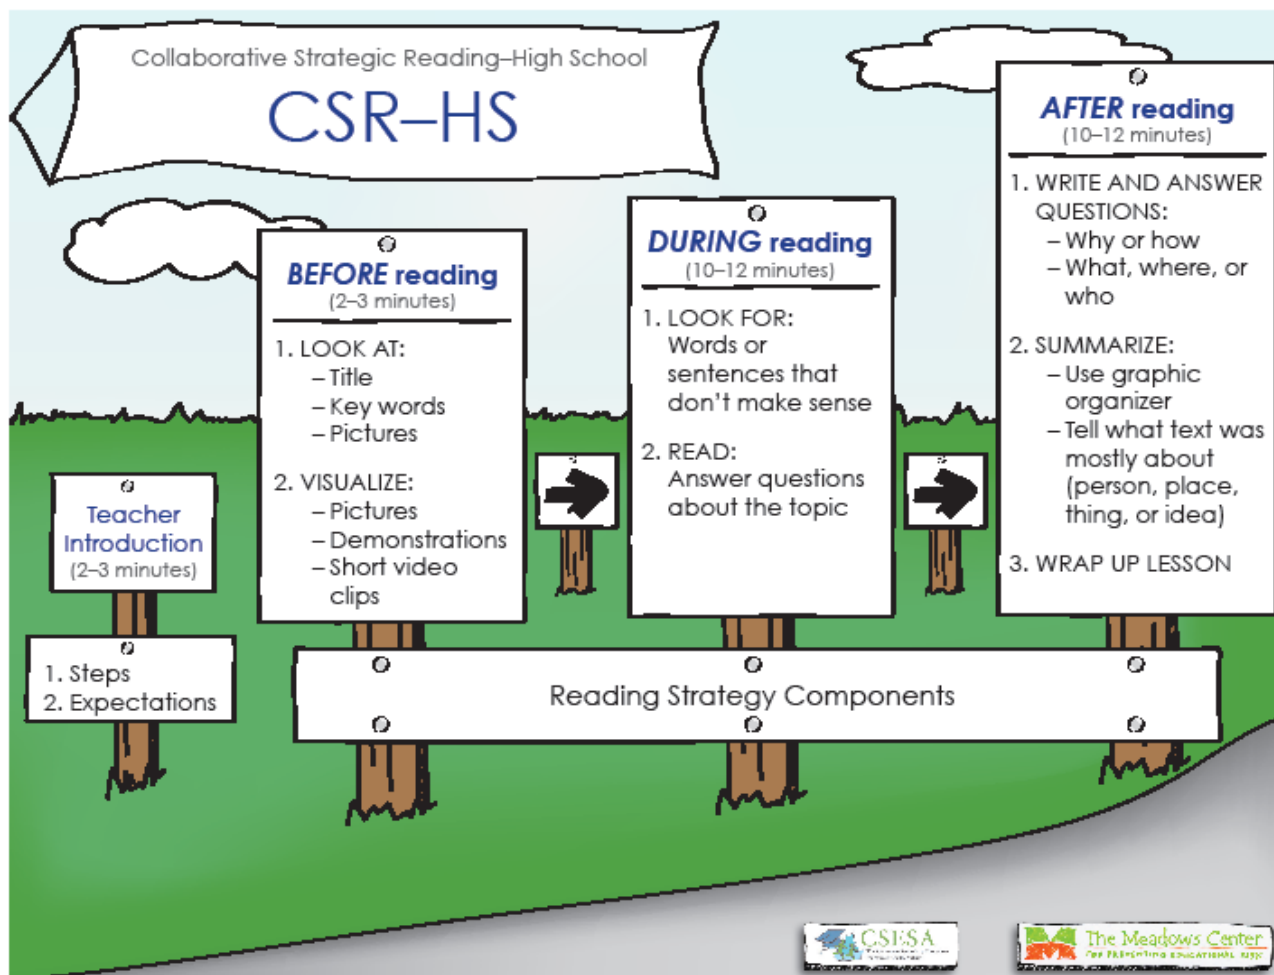 Collaborative Strategic Reading–High School
CSR–HS
Teacher
Introduction
(2–3 minutes)
1. Steps
2. Expectations
BEFORE reading
(2–3 minutes)
1. LOOK AT:
– Title
– Key words
– Pictures
2. VISUALIZE:
– Pictures
– Demonstrations
– Short video
clips
DURING reading
(10–12 minutes)
1. LOOK FOR:
Words or
sentences that
don't make sense
2. READ:
Answer questions
about the topic
AFTER reading
(10–12 minutes)
1. WRITE AND ANSWER
QUESTIONS:
– Why or how
– What, where, or
who
2. SUMMARIZE:
– Use graphic
organizer
– Tell what text was
mostly about
(person, place,
thing, or idea)
3. WRAP UP LESSON
Reading Strategy Components
CSESA
The Meadows Center
FOR PREVENTING EDUCATIONAL RISK